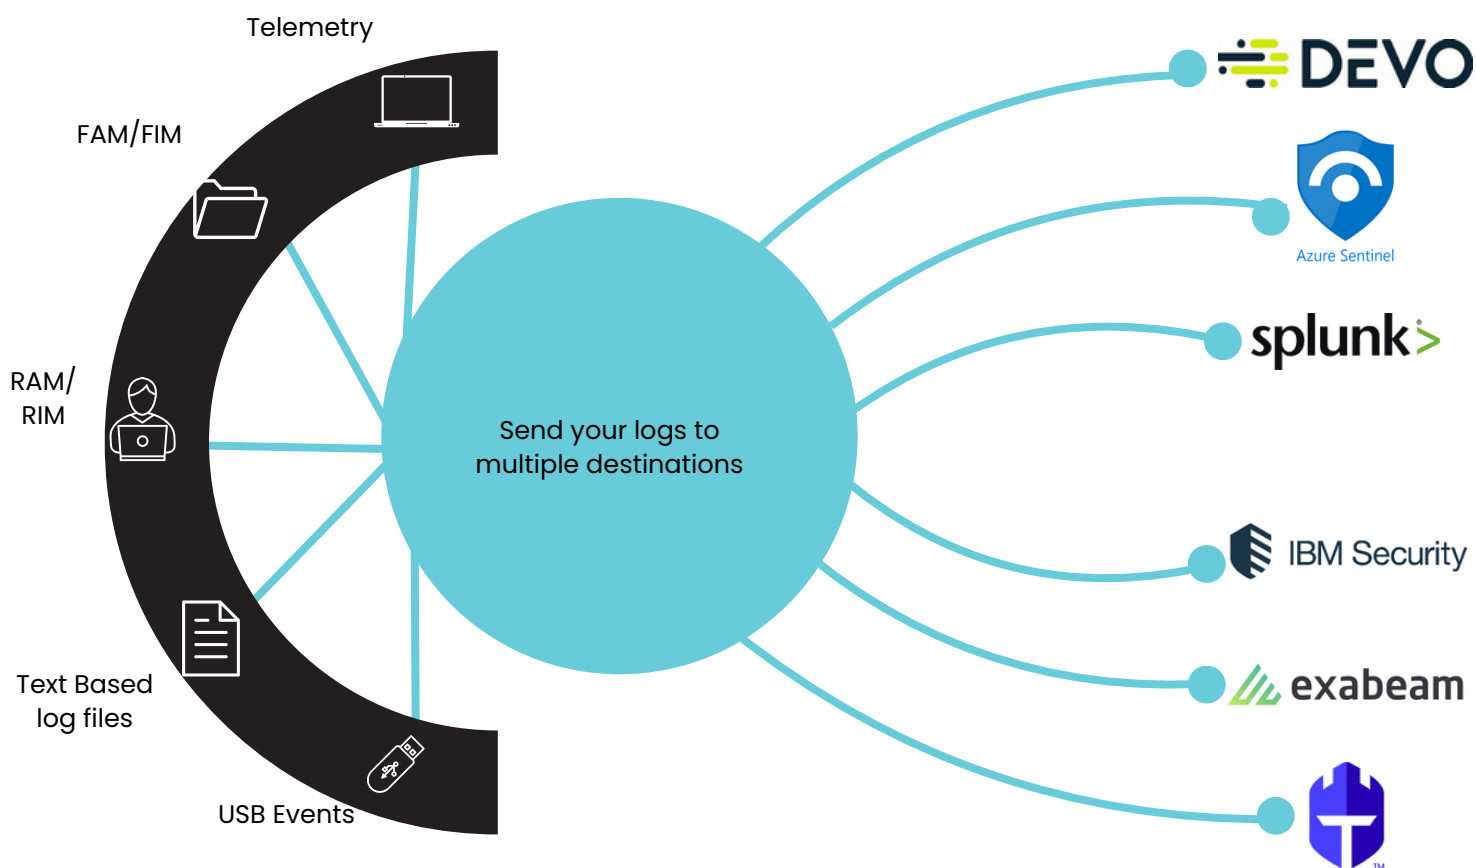 Telemetry
FAM/FIM
RAM/
RIM
Text Based
log files
USB Events
Send your logs to
multiple destinations
DEVO
Azure Sentinel
splunk>®
IBM Security
exabeam
T
TM